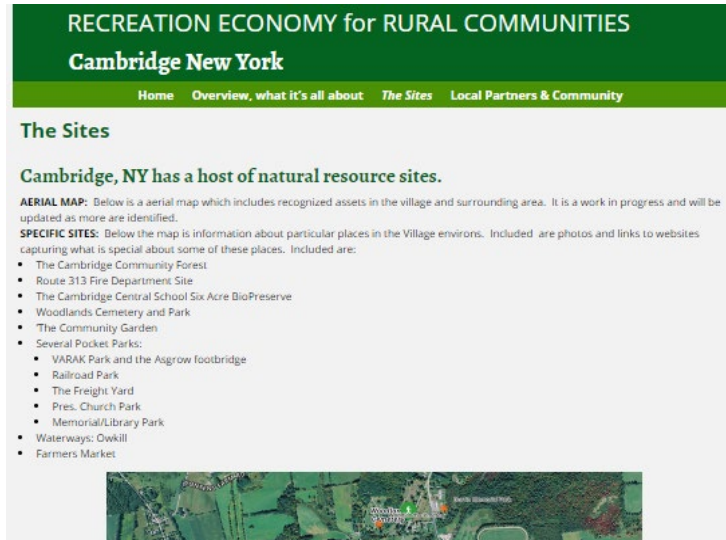 RECREATION ECONOMY for RURAL COMMUNITIES
Cambridge New York
Home Overview, what it's all about The Sites Local Partners & Community
The Sites
Cambridge, NY has a host of natural resource sites.
AERIAL MAP: Below is a aerial map which includes recognized assets in the village and surrounding area. It is a work in progress and will be
updated as more are identified.
SPECIFIC SITES: Below the map is information about particular places in the Village environs. Included are photos and links to websites
capturing what is special about some of these places. Included are:
• The Cambridge Community Forest
• Route 313 Fire Department Site
• The Cambridge Central School Six Acre BioPreserve
• Woodlands Cemetery and Park
• 'The Community Garden
• Several Pocket Parks:
• VARAK Park and the Asgrow footbridge
• Railroad Park
• The Freight Yard
• Pres. Church Park
• Memorial/Library Park
• Waterways: Owkill
• Farmers Market